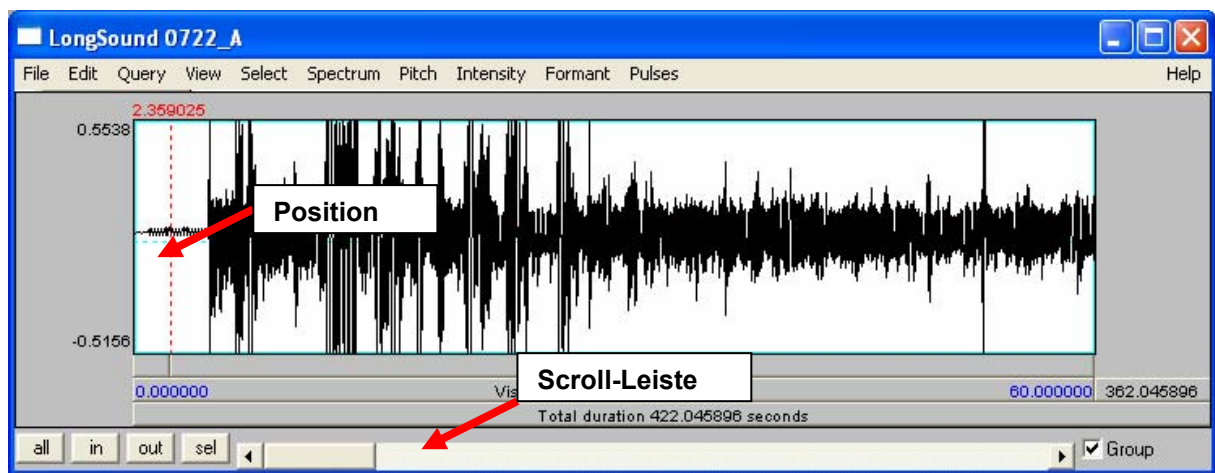 LongSound 0722_A
File Edit Query View Select Spectrum Pitch Intensity Formant Pulses Help
2.359025
0.5538
Position
-0.5156
Scroll-Leiste
0.000000 Vis 60.000000 362.045896
Total duration 422.045896 seconds
all in out sel Group